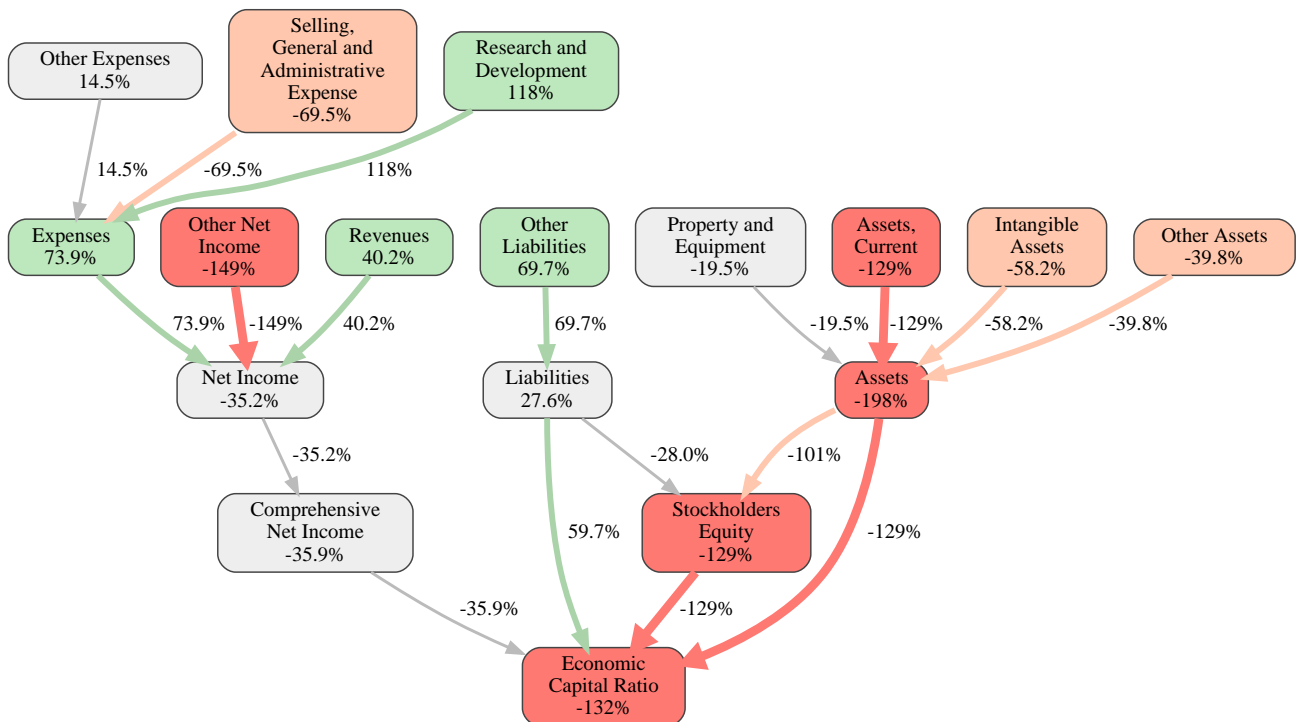 Other Expenses
14.5%
Selling,
General and
Administrative
Expense
-69.5%
Research and
Development
118%
14.5%
-69.5%
118%
Expenses
73.9%
Other Net
Income
-149%
Revenues
40.2%
Other
Liabilities
69.7%
Property and
Equipment
-19.5%
Assets,
Current
-129%
Intangible
Assets
-58.2%
Other Assets
-39.8%
73.9%
-149%
40.2%
69.7%
-19.5%
-129%
-58.2%
-39.8%
Net Income
-35.2%
Liabilities
27.6%
Assets
-198%
-35.2%
-28.0%
-101%
Comprehensive
Net Income
-35.9%
59.7%
Stockholders
Equity
-129%
-129%
-35.9%
-129%
Economic
Capital Ratio
-132%